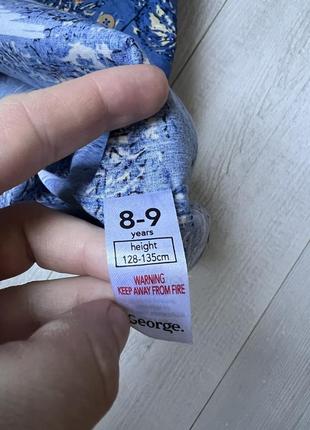 8-9
years
height
128-135cm
WARNING
KEEP AWAY FROM FIRE
George.